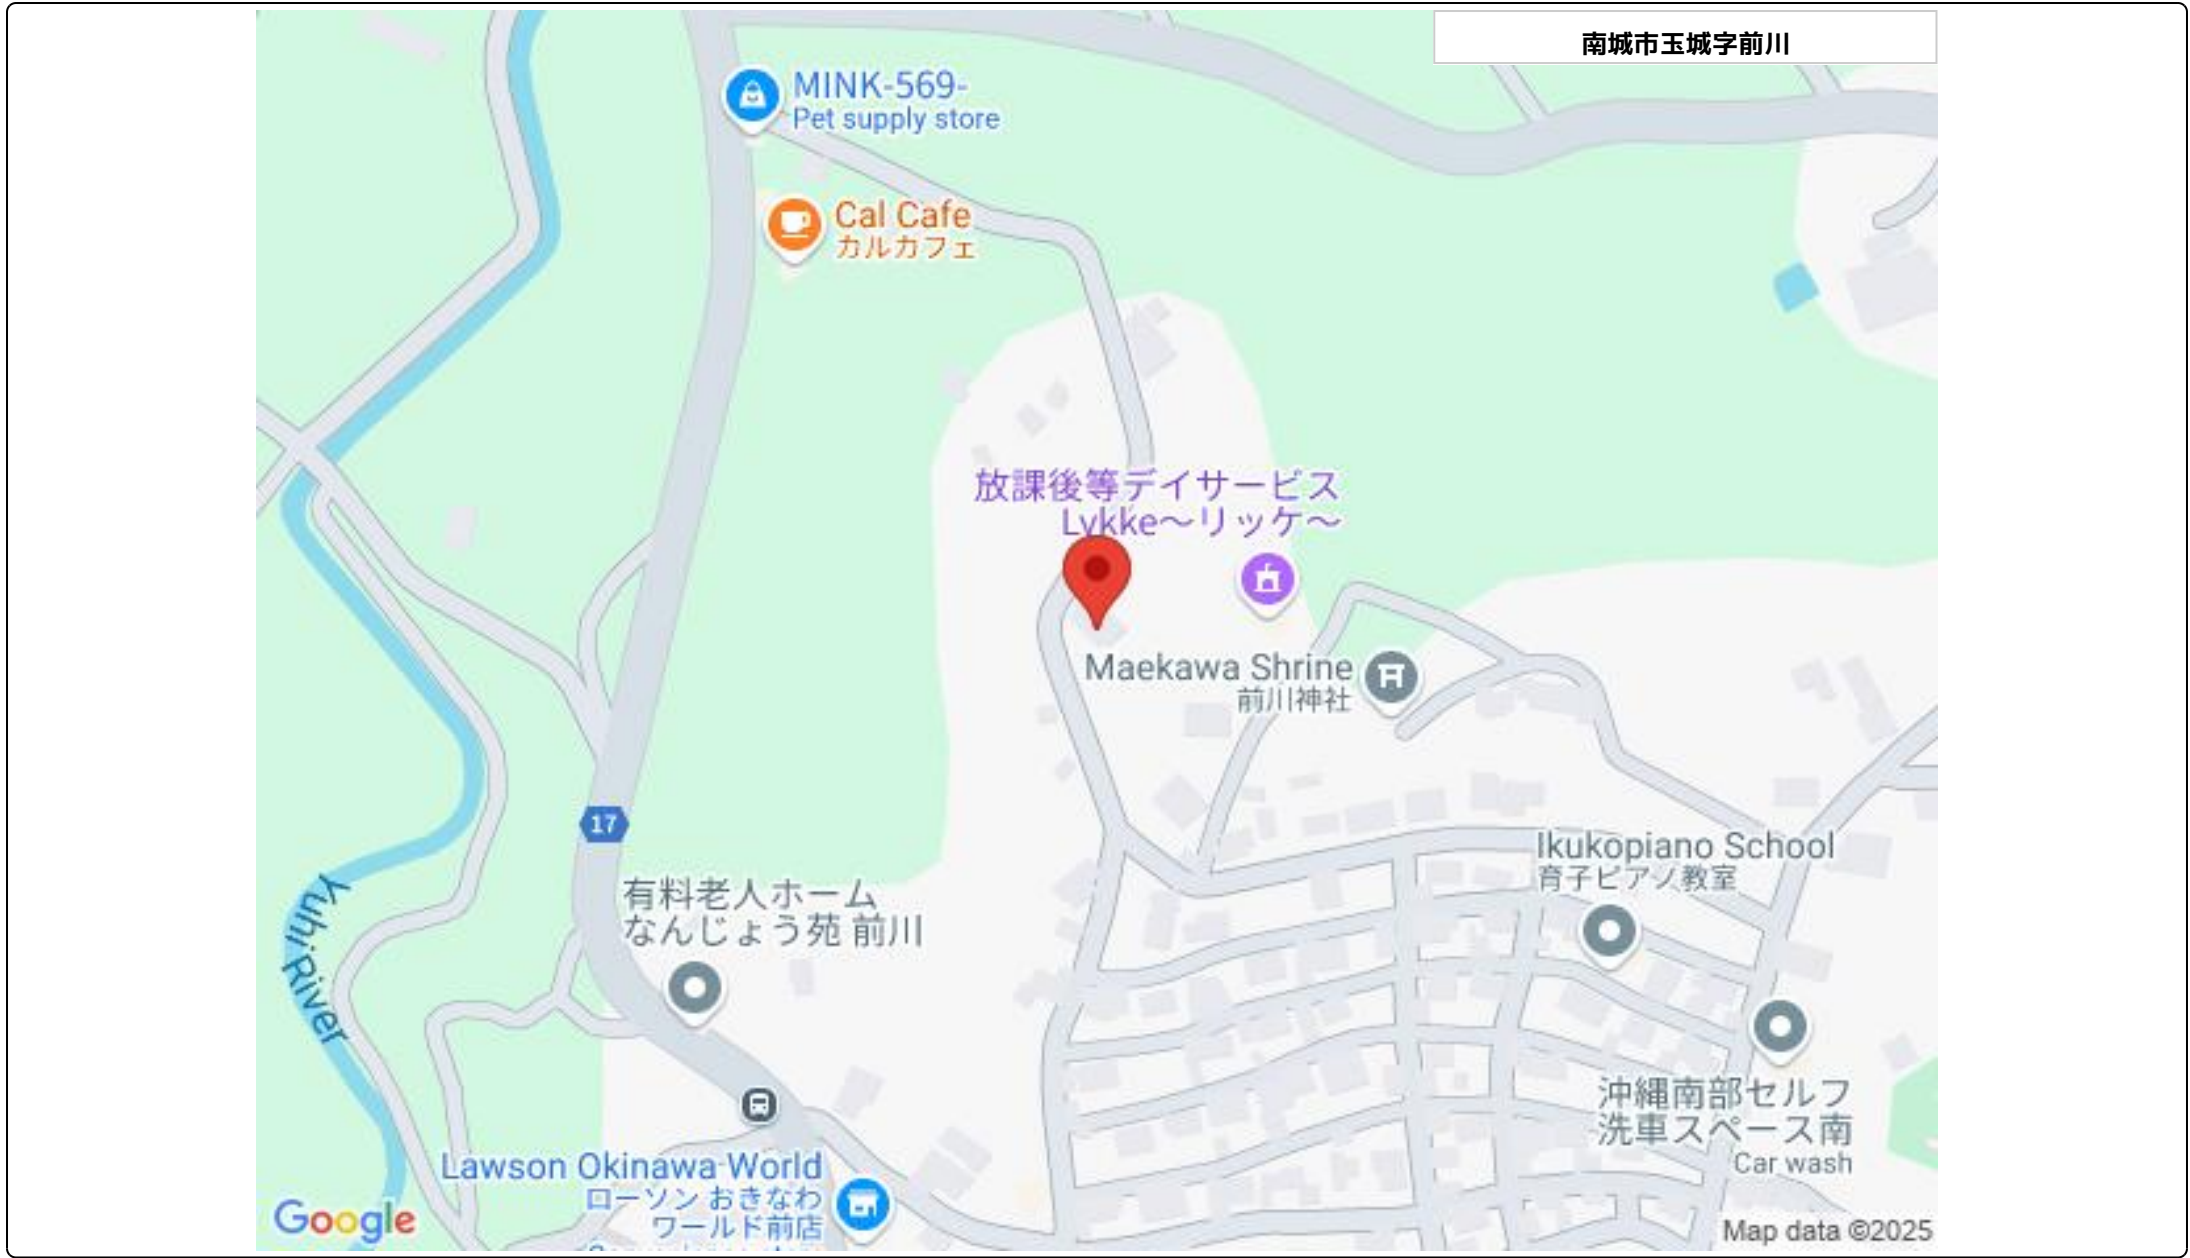 南城市玉城字前川
MINK-569-
Pet supply store
Cal Cafe
カルカフェ
放課後等デイサービス
Lykke～リッケ～
Maekawa Shrine
前川神社
17
Ikukopiano School
育子ピアノ教室
有料老人ホーム
なんじょう苑 前川
Yuhi River
沖縄南部セルフ
洗車スペース南
Car wash
Lawson Okinawa World
ローソン おきなわ
ワールド前店
Google
Map data ©2025